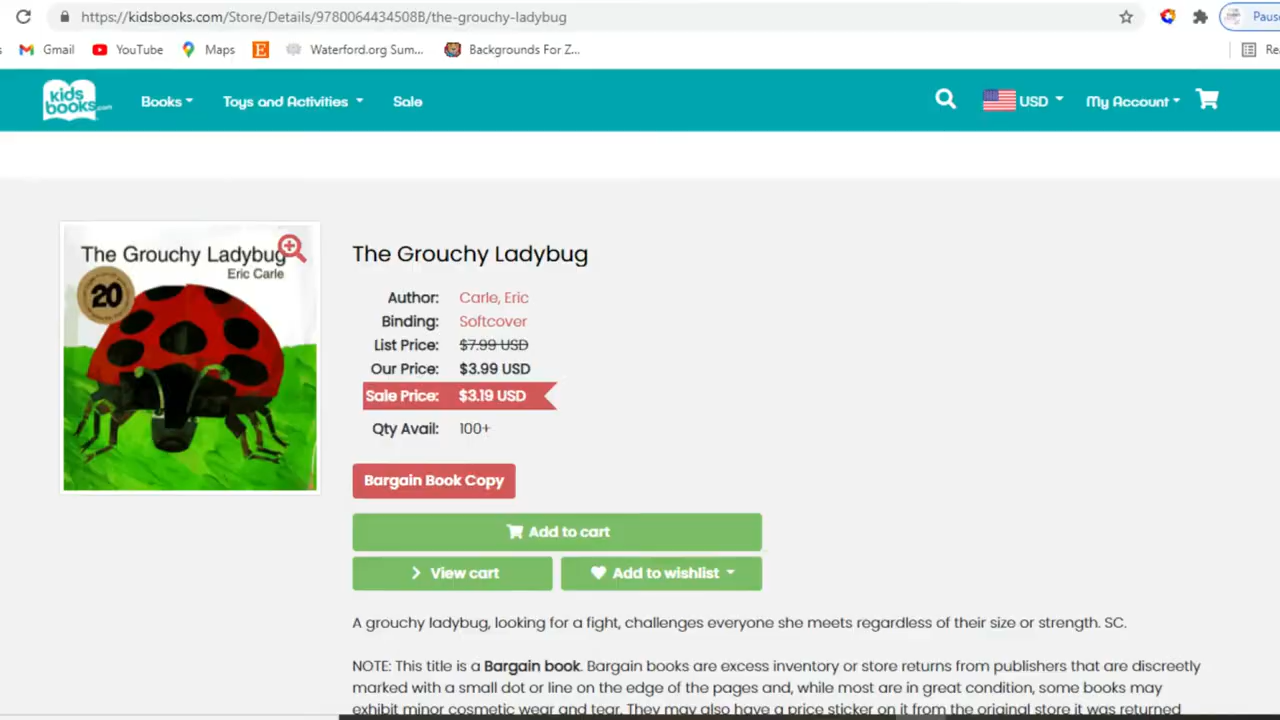 https://kidsbooks.com/Store/Details/9780064434508B/the-grouchy-ladybug
Paus
Gmail YouTube Maps E Waterford.org Sum... Backgrounds For Z... Re
kids books.com Books Toys and Activities Sale USD My Account
The Grouchy Ladybug
Eric Carle
20
The Grouchy Ladybug
Author: Carle, Eric
Binding: Softcover
List Price: $7.99 USD
Our Price: $3.99 USD
Sale Price: $3.19 USD
Qty Avail: 100+
Bargain Book Copy
Add to cart
View cart Add to wishlist
A grouchy ladybug, looking for a fight, challenges everyone she meets regardless of their size or strength. SC.
NOTE: This title is a Bargain book. Bargain books are excess inventory or store returns from publishers that are discreetly
marked with a small dot or line on the edge of the pages and, while most are in great condition, some books may
exhibit minor cosmetic wear and tear. They may also have a price sticker on it from the original store it was returned